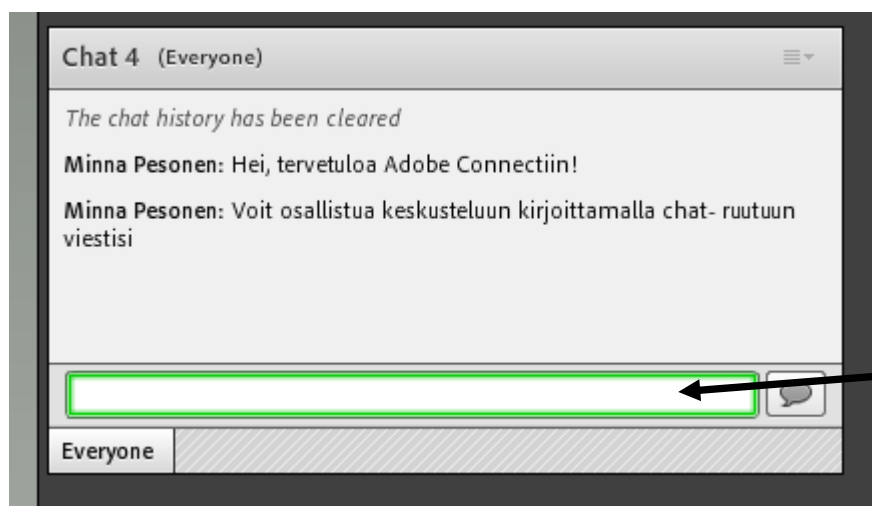 Chat 4 (Everyone)
The chat history has been cleared
Minna Pesonen: Hei, tervetuloa Adobe Connectiin!
Minna Pesonen: Voit osallistua keskusteluun kirjoittamalla chat- ruutuun
viestisi
Everyone